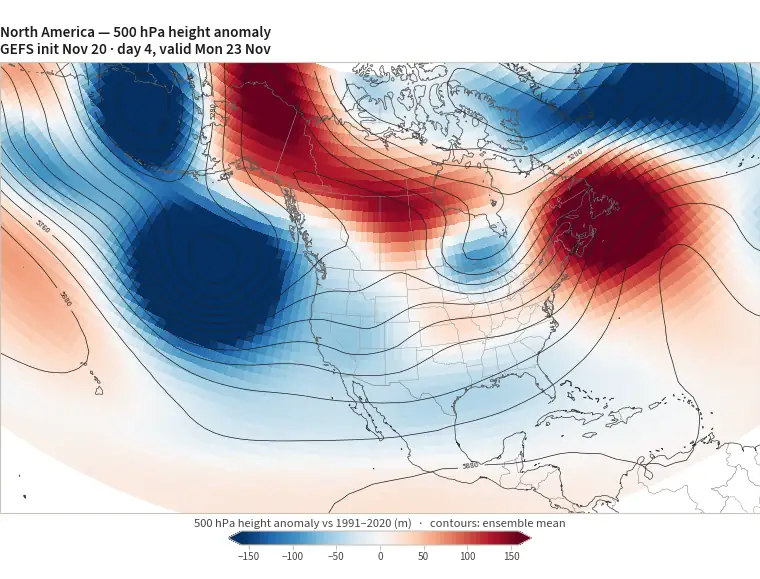 North America — 500 hPa height anomaly
GEFS init Nov 20 · day 4, valid Mon 23 Nov
5280
5280
5760
5880
5880
500 hPa height anomaly vs 1991–2020 (m) · contours: ensemble mean
−150 −100 −50 0 50 100 150